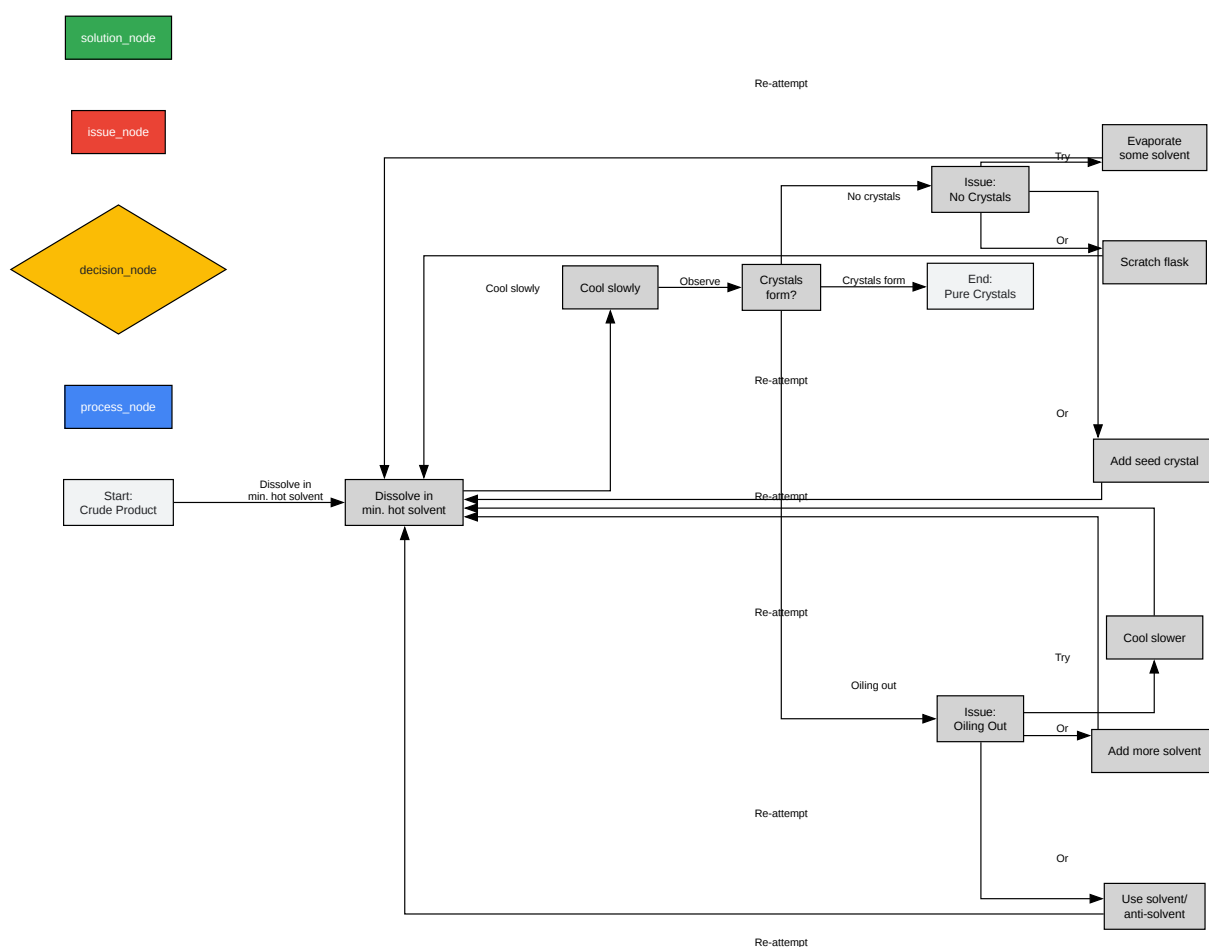 solution_node
Re-attempt
issue_node
Evaporate
some solvent
Try
Issue:
No Crystals
No crystals
Or
Scratch flask
decision_node
Cool slowly
Cool slowly
Observe
Crystals
form?
Crystals form
End:
Pure Crystals
Re-attempt
process_node
Or
Add seed crystal
Start:
Crude Product
Dissolve in
min. hot solvent
Dissolve in
min. hot solvent
Re-attempt
Re-attempt
Cool slower
Try
Oiling out
Issue:
Oiling Out
Or
Add more solvent
Re-attempt
Or
Use solvent/
anti-solvent
Re-attempt